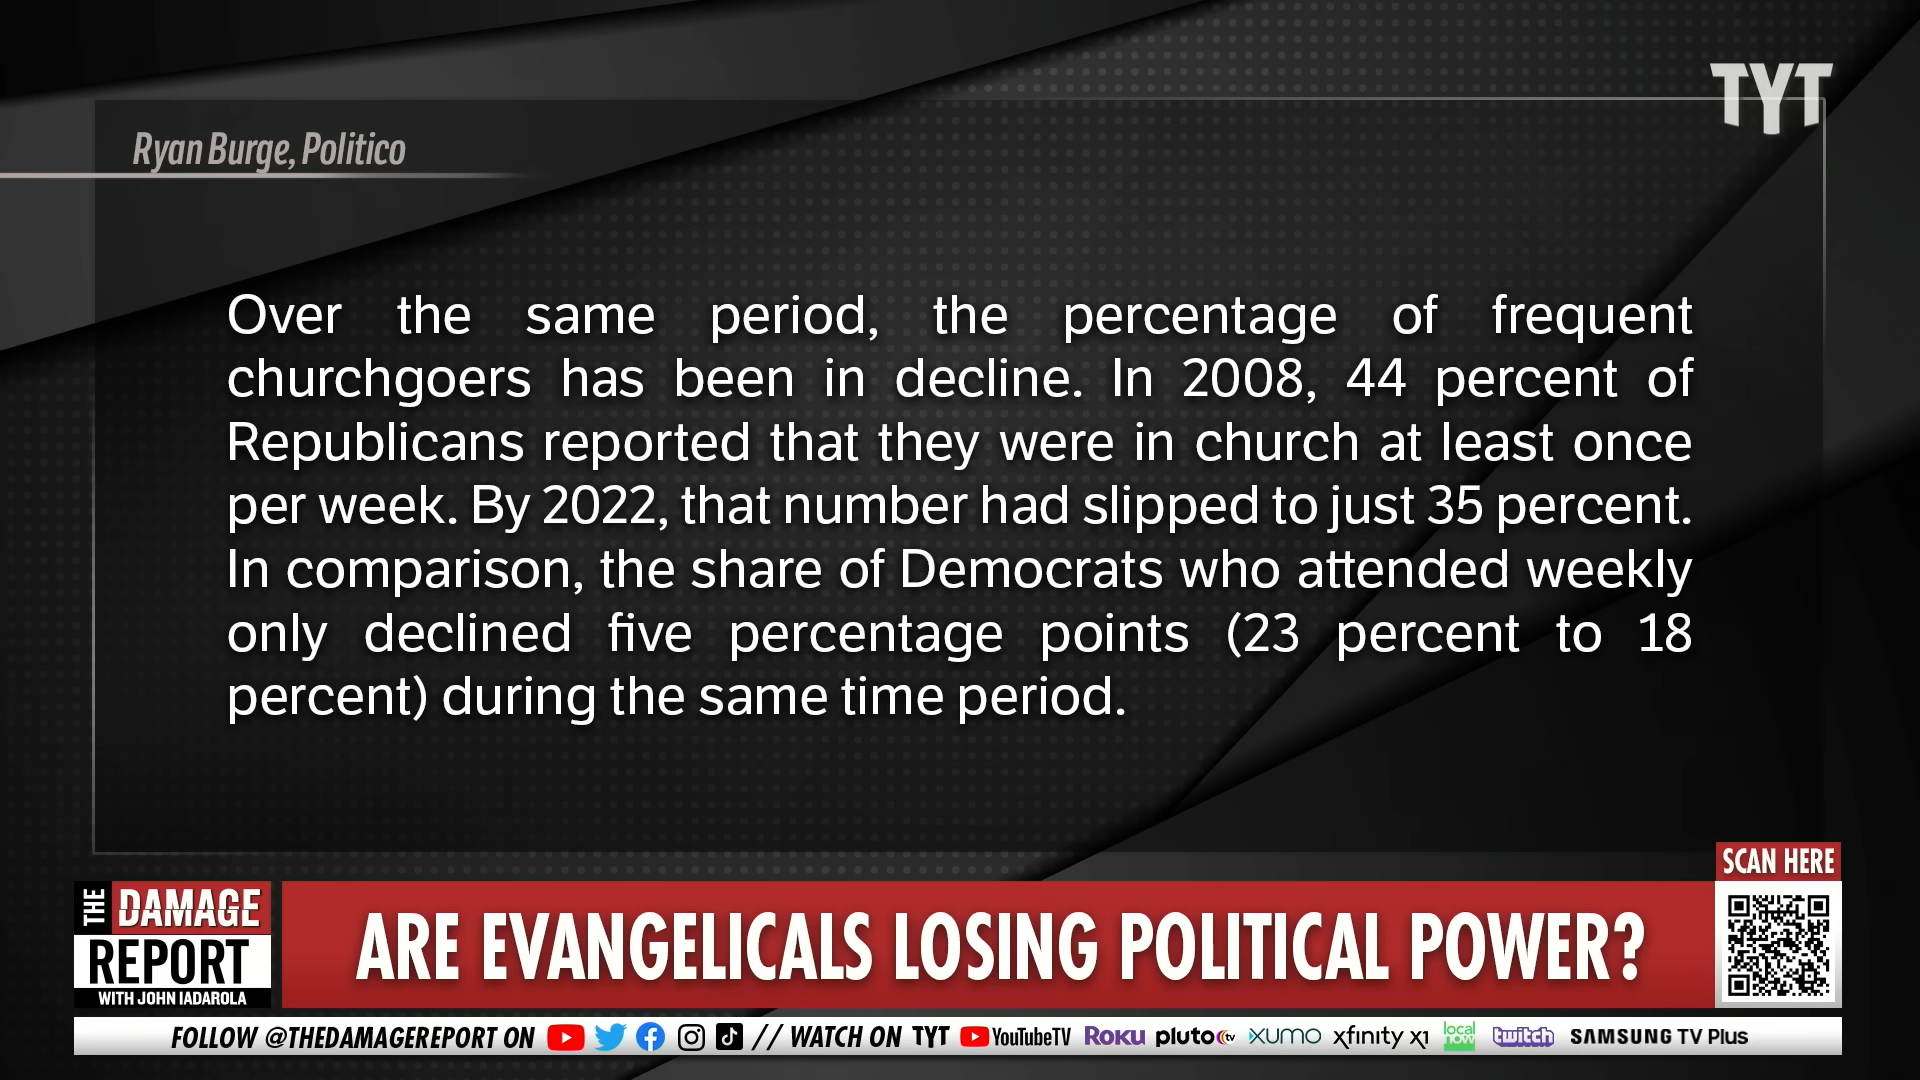 TYT
Ryan Burge, Politico
Over the same period, the percentage of frequent
churchgoers has been in decline. In 2008, 44 percent of
Republicans reported that they were in church at least once
per week. By 2022, that number had slipped to just 35 percent.
In comparison, the share of Democrats who attended weekly
only declined five percentage points (23 percent to 18
percent) during the same time period.
SCAN HERE
THE DAMAGE
REPORT
WITH JOHN IADAROLA
ARE EVANGELICALS LOSING POLITICAL POWER?
FOLLOW @THEDAMAGEREPORT ON // WATCH ON TYT YouTubeTV ROKU pluto tv XUMO xfinity x1 local now twitch SAMSUNG TV Plus